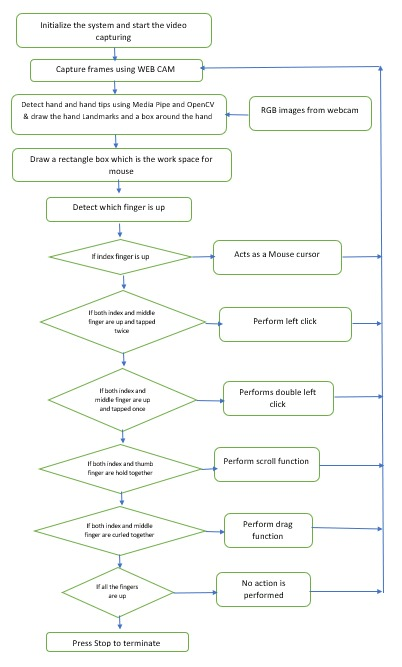 Initialize the system and start the video
capturing
Capture frames using WEB CAM
Detect hand and hand tips using Media Pipe and OpenCV
& draw the hand Landmarks and a box around the hand
RGB images from webcam
Draw a rectangle box which is the work space for
mouse
Detect which finger is up
If index finger is up
Acts as a Mouse cursor
If both index and middle
finger are up and tapped
twice
Perform left click
If both index and
middle finger are up
and tapped once
Performs double left
click
If both index and thumb
finger are hold together
Perform scroll function
If both index and middle
finger are curled together
Perform drag
function
If all the fingers
are up
No action is
performed
Press Stop to terminate